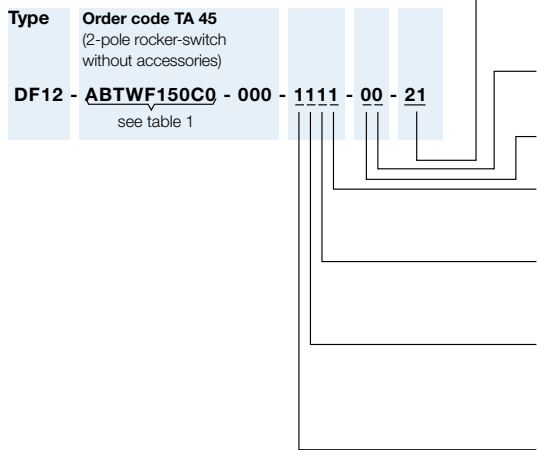 Type Order code TA 45
(2-pole rocker-switch
without accessories)
DF12 - ABTWF150C0 - 000 - 1111 - 00 - 21
see table 1